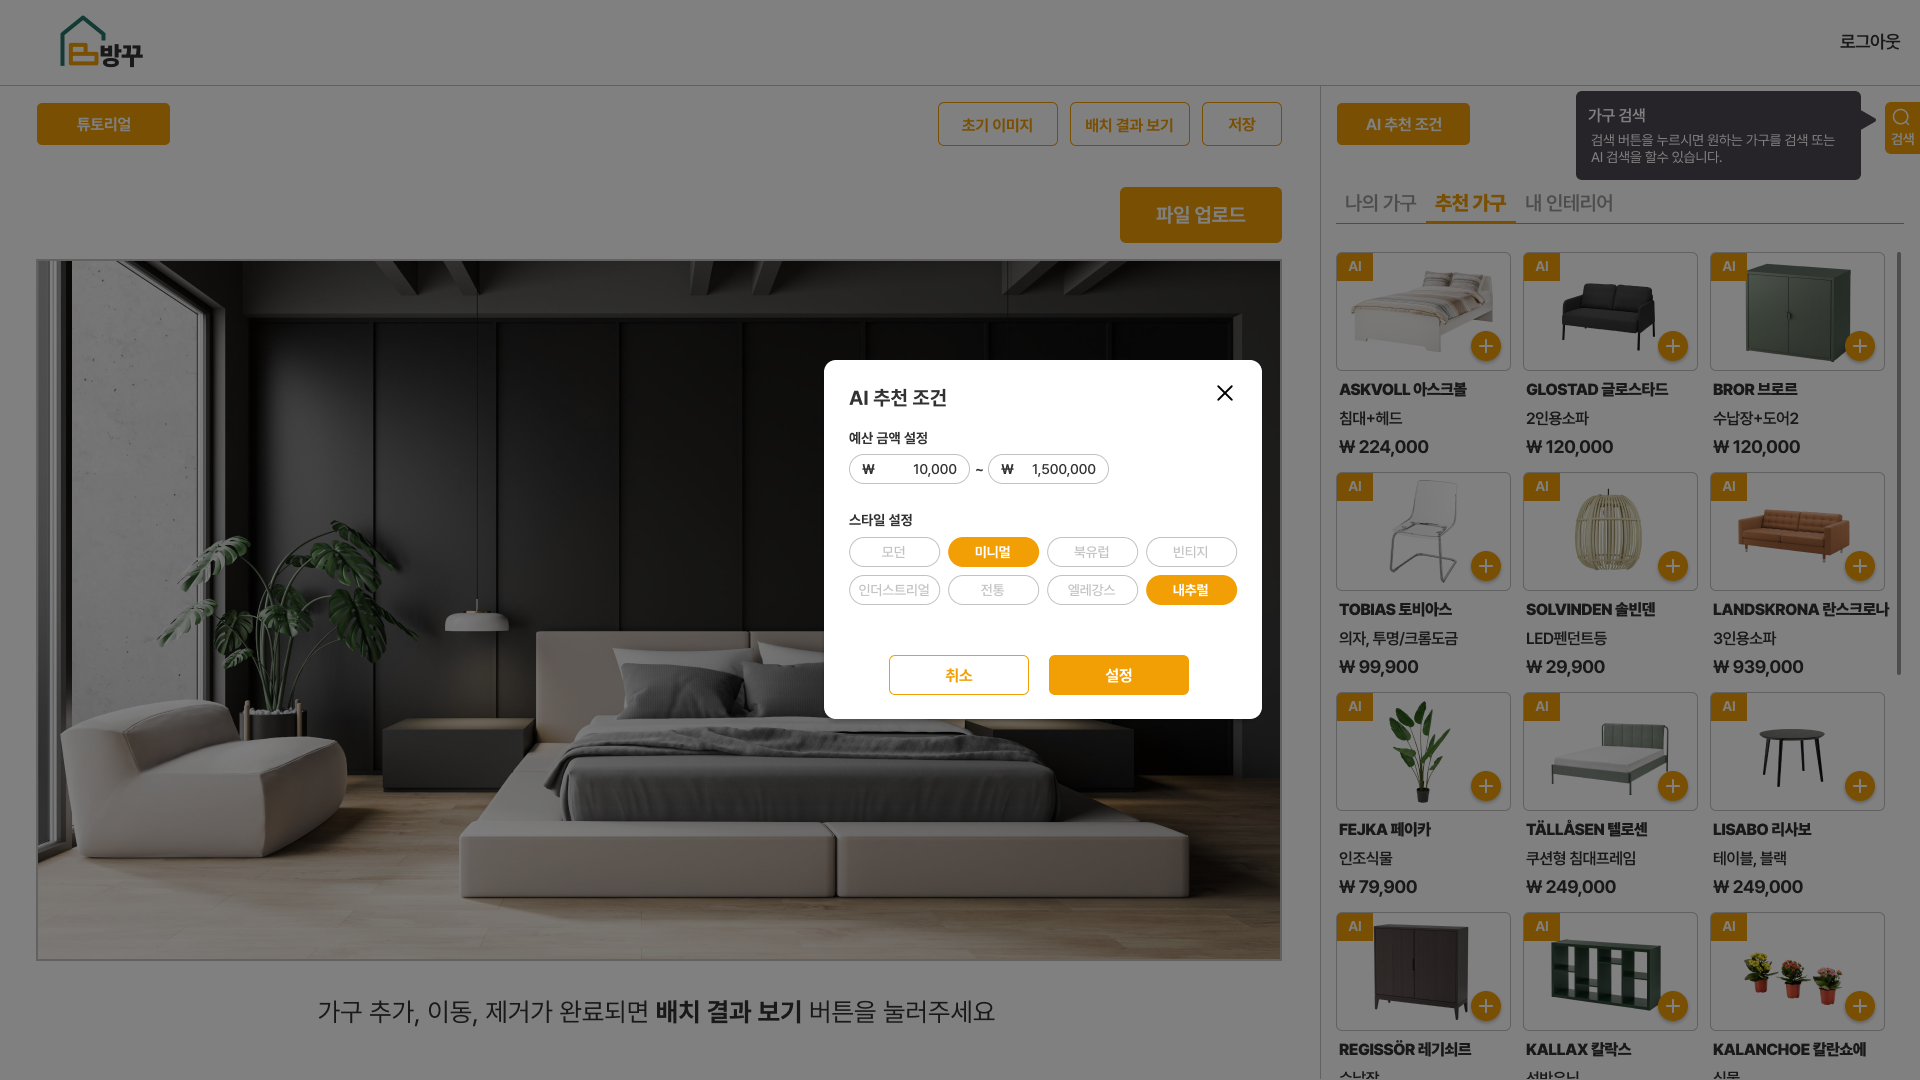 방꾸
로그아웃
튜토리얼
초기 이미지
배치 결과 보기
저장
AI 추천 조건
가구 검색
검색 버튼을 누르시면 원하는 가구를 검색 또는
AI 검색을 할수 있습니다.
검색
파일 업로드
나의 가구
추천 가구
내 인테리어
AI
AI
AI
ASKVOLL 아스크볼
침대+헤드
₩ 224,000
GLOSTAD 글로스타드
2인용소파
₩ 120,000
BROR 브로르
수납장+도어2
₩ 120,000
AI
AI
AI
TOBIAS 토비아스
의자, 투명/크롬도금
₩ 99,900
SOLVINDEN 솔빈덴
LED펜던트등
₩ 29,900
LANDSKRONA 란스크로나
3인용소파
₩ 939,000
AI
AI
AI
FEJKA 페이카
인조식물
₩ 79,900
TÄLLÅSEN 텔로센
쿠션형 침대프레임
₩ 249,000
LISABO 리사보
테이블, 블랙
₩ 249,000
AI
AI
AI
REGISSÖR 레기쇠르
수납장
KALLAX 칼락스
선반유닛
KALANCHOE 칼란쇼에
식물
AI 추천 조건
예산 금액 설정
₩ 10,000 ~ ₩ 1,500,000
스타일 설정
모던
미니멀
북유럽
빈티지
인더스트리얼
전통
엘레강스
내추럴
취소
설정
가구 추가, 이동, 제거가 완료되면 배치 결과 보기 버튼을 눌러주세요